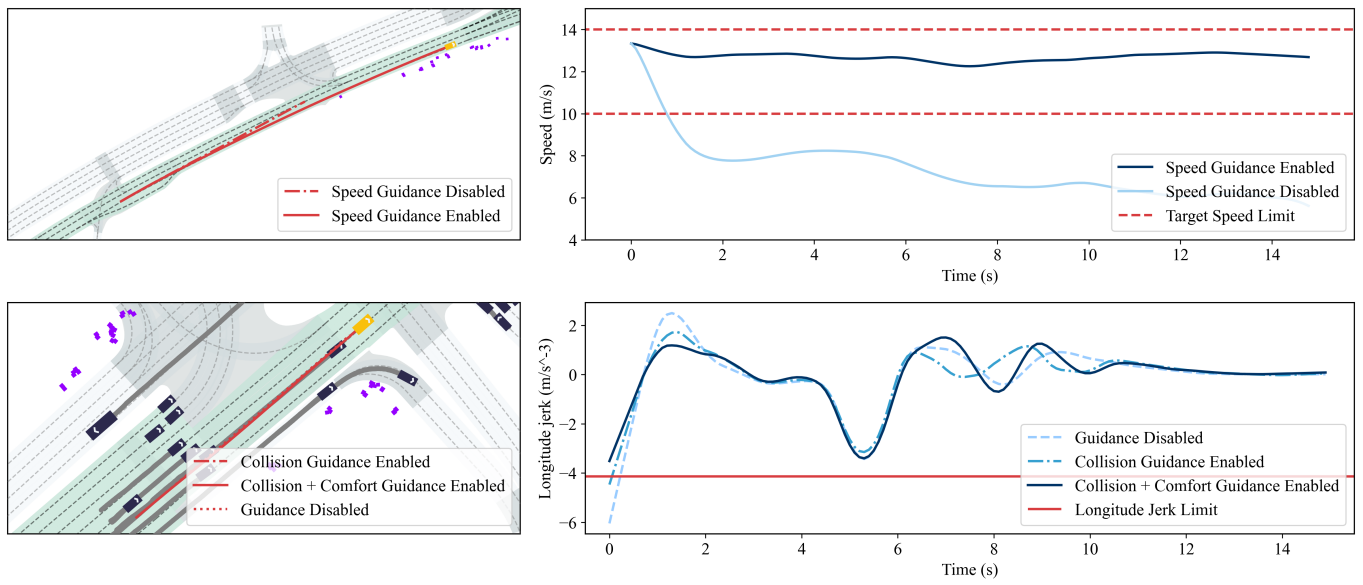 Speed Guidance Disabled
Speed Guidance Enabled
14
12
10
8
6
4
Speed (m/s)
Speed Guidance Enabled
Speed Guidance Disabled
Target Speed Limit
0 2 4 6 8 10 12 14
Time (s)
Collision Guidance Enabled
Collision + Comfort Guidance Enabled
Guidance Disabled
2
0
−2
−4
−6
Longitude jerk (m/s^-3)
Guidance Disabled
Collision Guidance Enabled
Collision + Comfort Guidance Enabled
Longitude Jerk Limit
0 2 4 6 8 10 12 14
Time (s)